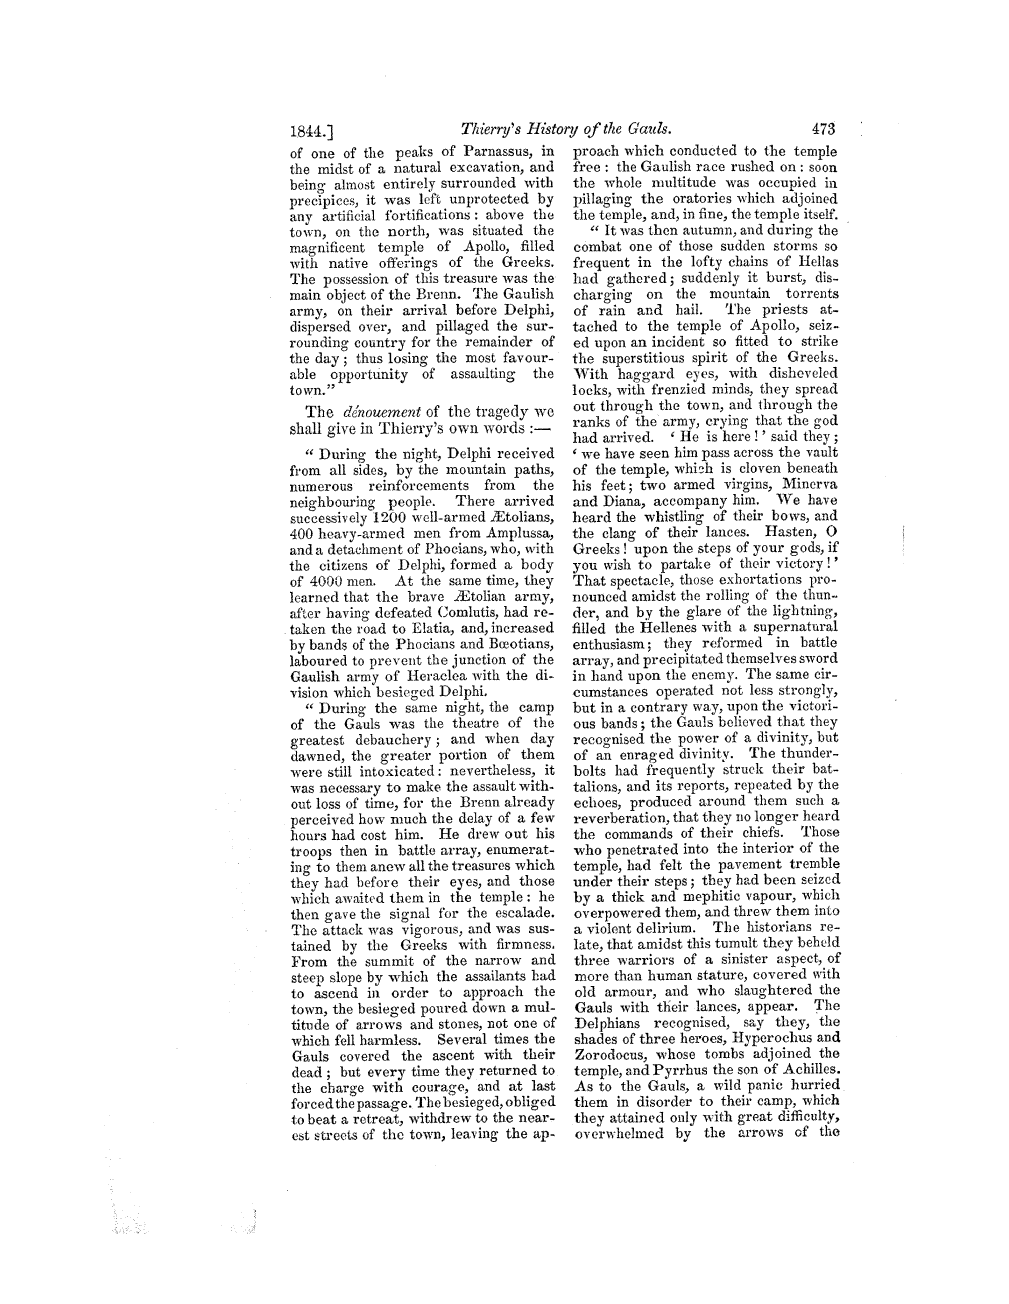 1844.] Thierry's History of the Gauls. 473
of one of the peaks of Parnassus, in
the midst of a natural excavation, and
being almost entirely surrounded with
precipices, it was left unprotected by
any artificial fortifications: above the
town, on the north, was situated the
magnificent temple of Apollo, filled
with native offerings of the Greeks.
The possession of this treasure was the
main object of the Brenn. The Gaulish
army, on their arrival before Delphi,
dispersed over, and pillaged the sur-
rounding country for the remainder of
the day; thus losing the most favour-
able opportunity of assaulting the
town."
The dénouement of the tragedy we
shall give in Thierry's own words:—
"During the night, Delphi received
from all sides, by the mountain paths,
numerous reinforcements from the
neighbouring people. There arrived
successively 1200 well-armed Ætolians,
400 heavy-armed men from Amplussa,
and a detachment of Phocians, who, with
the citizens of Delphi, formed a body
of 4000 men. At the same time, they
learned that the brave Ætolian army,
after having defeated Comlutis, had re-
taken the road to Elatia, and, increased
by bands of the Phocians and Bœotians,
laboured to prevent the junction of the
Gaulish army of Heraclea with the di-
vision which besieged Delphi.
"During the same night, the camp
of the Gauls was the theatre of the
greatest debauchery; and when day
dawned, the greater portion of them
were still intoxicated: nevertheless, it
was necessary to make the assault with-
out loss of time, for the Brenn already
perceived how much the delay of a few
hours had cost him. He drew out his
troops then in battle array, enumerat-
ing to them anew all the treasures which
they had before their eyes, and those
which awaited them in the temple: he
then gave the signal for the escalade.
The attack was vigorous, and was sus-
tained by the Greeks with firmness.
From the summit of the narrow and
steep slope by which the assailants had
to ascend in order to approach the
town, the besieged poured down a mul-
titude of arrows and stones, not one of
which fell harmless. Several times the
Gauls covered the ascent with their
dead; but every time they returned to
the charge with courage, and at last
forced the passage. The besieged, obliged
to beat a retreat, withdrew to the near-
est streets of the town, leaving the ap-
proach which conducted to the temple
free: the Gaulish race rushed on: soon
the whole multitude was occupied in
pillaging the oratories which adjoined
the temple, and, in fine, the temple itself.
"It was then autumn, and during the
combat one of those sudden storms so
frequent in the lofty chains of Hellas
had gathered; suddenly it burst, dis-
charging on the mountain torrents
of rain and hail. The priests at-
tached to the temple of Apollo, seiz-
ed upon an incident so fitted to strike
the superstitious spirit of the Greeks.
With haggard eyes, with disheveled
locks, with frenzied minds, they spread
out through the town, and through the
ranks of the army, crying that the god
had arrived. 'He is here!' said they;
'we have seen him pass across the vault
of the temple, which is cloven beneath
his feet; two armed virgins, Minerva
and Diana, accompany him. We have
heard the whistling of their bows, and
the clang of their lances. Hasten, O
Greeks! upon the steps of your gods, if
you wish to partake of their victory!'
That spectacle, those exhortations pro-
nounced amidst the rolling of the thun-
der, and by the glare of the lightning,
filled the Hellenes with a supernatural
enthusiasm; they reformed in battle
array, and precipitated themselves sword
in hand upon the enemy. The same cir-
cumstances operated not less strongly,
but in a contrary way, upon the victori-
ous bands; the Gauls believed that they
recognised the power of a divinity, but
of an enraged divinity. The thunder-
bolts had frequently struck their bat-
talions, and its reports, repeated by the
echoes, produced around them such a
reverberation, that they no longer heard
the commands of their chiefs. Those
who penetrated into the interior of the
temple, had felt the pavement tremble
under their steps; they had been seized
by a thick and mephitic vapour, which
overpowered them, and threw them into
a violent delirium. The historians re-
late, that amidst this tumult they beheld
three warriors of a sinister aspect, of
more than human stature, covered with
old armour, and who slaughtered the
Gauls with their lances, appear. The
Delphians recognised, say they, the
shades of three heroes, Hyperochus and
Zorodocus, whose tombs adjoined the
temple, and Pyrrhus the son of Achilles.
As to the Gauls, a wild panic hurried
them in disorder to their camp, which
they attained only with great difficulty,
overwhelmed by the arrows of the